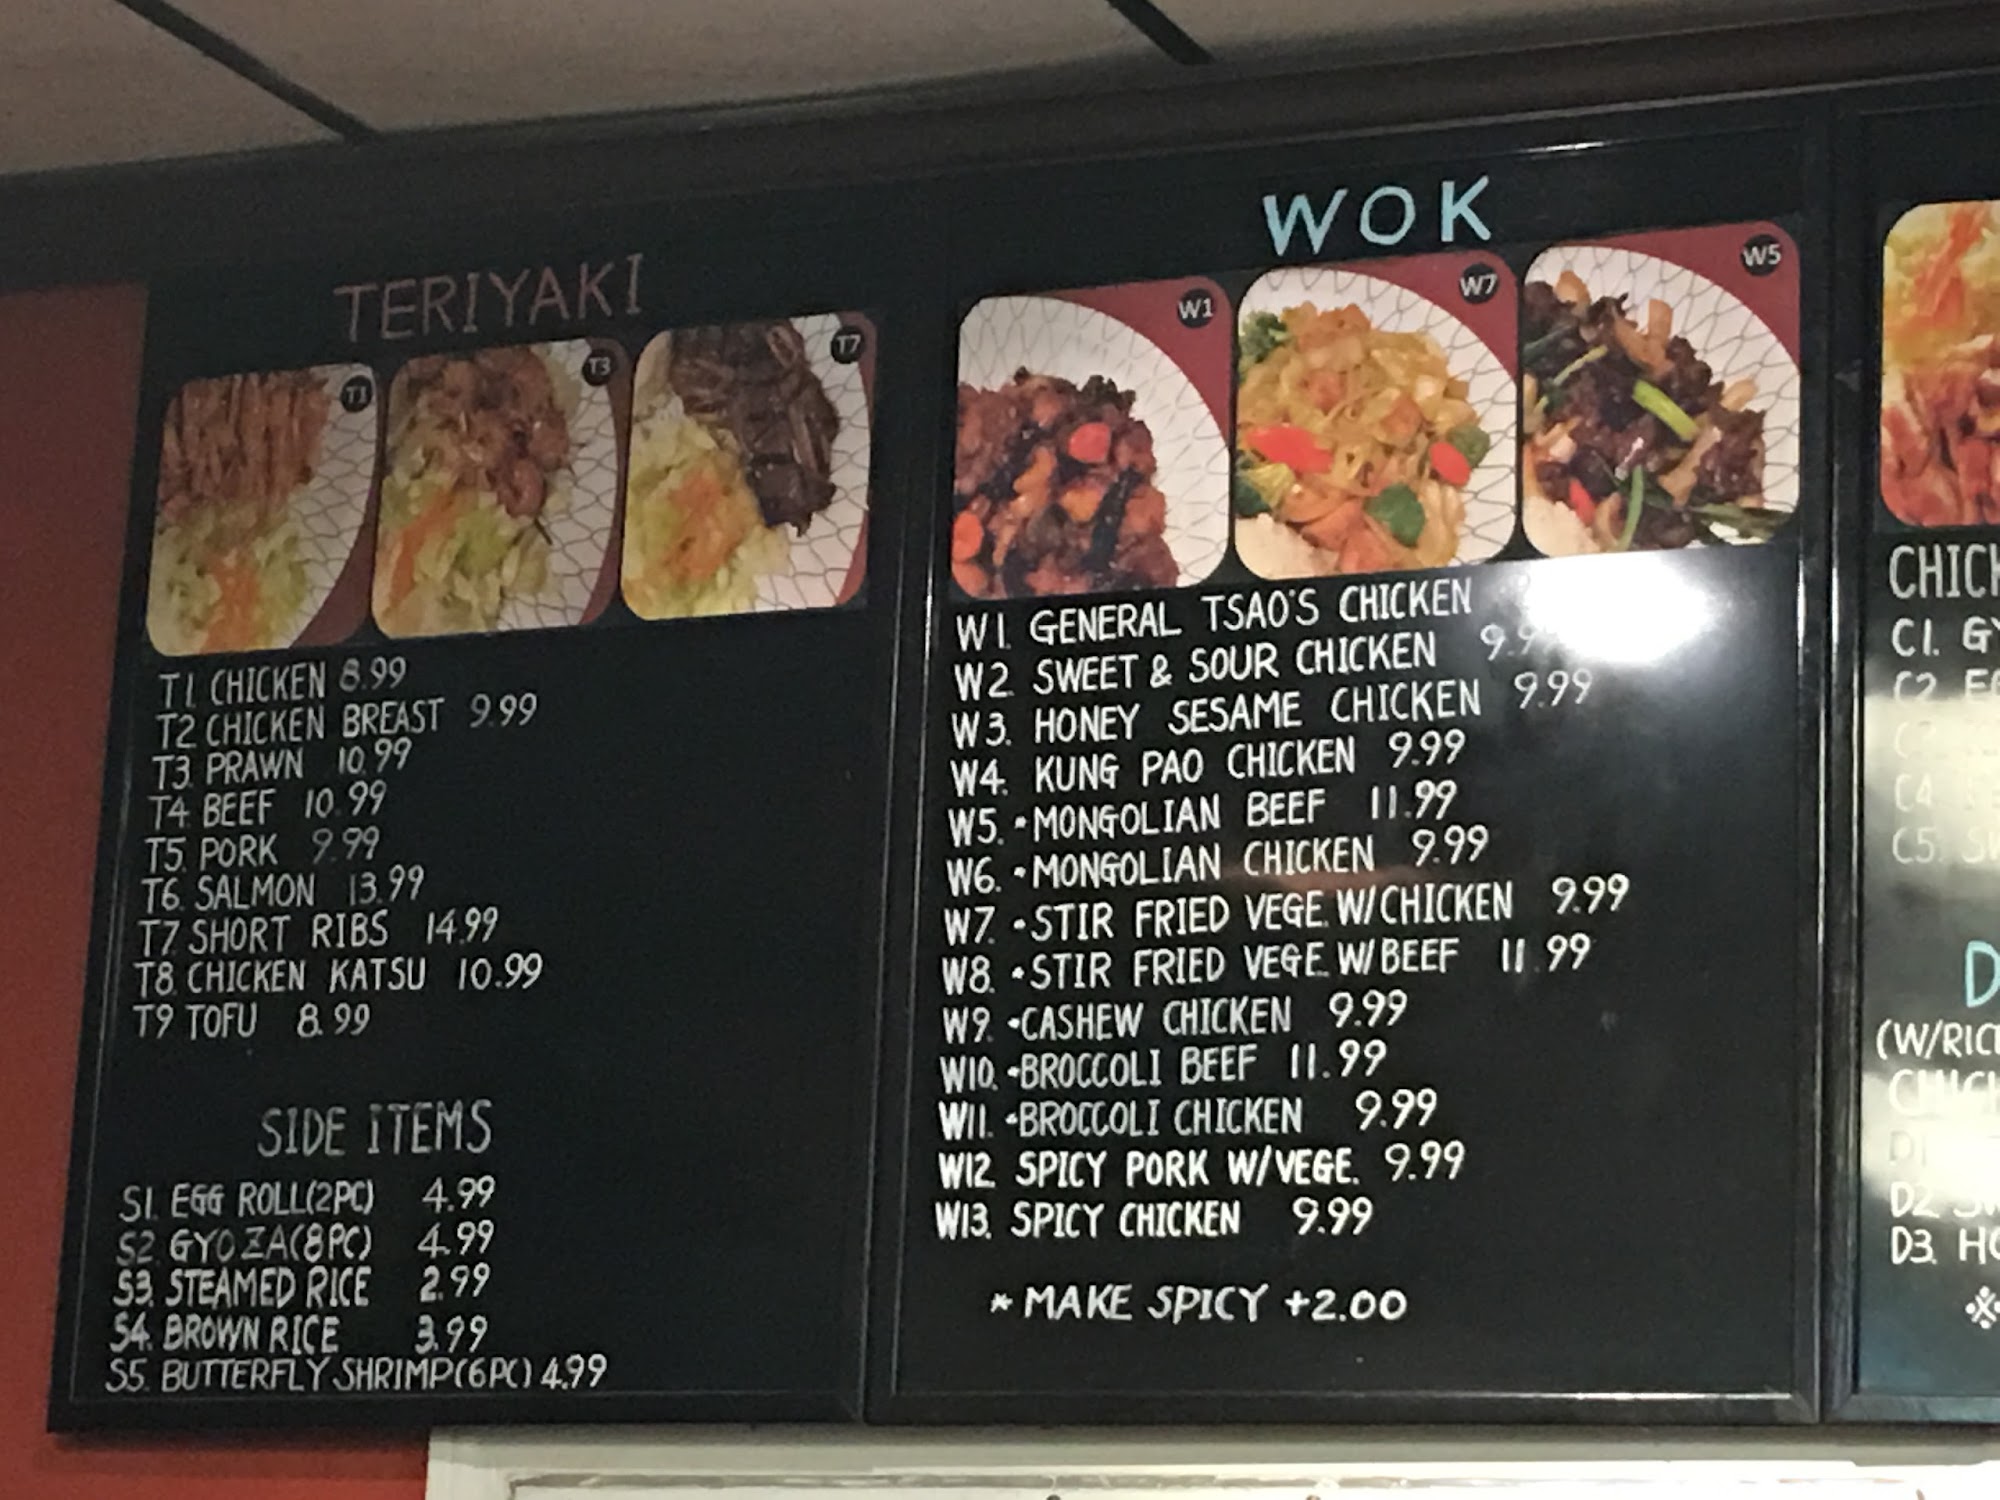 TERIYAKI
T1
T3
T7
T1 CHICKEN 8.99
T2 CHICKEN BREAST 9.99
T3. PRAWN 10.99
T4. BEEF 10.99
T5. PORK 9.99
T6. SALMON 13.99
T7. SHORT RIBS 14.99
T8. CHICKEN KATSU 10.99
T9 TOFU 8.99
SIDE ITEMS
S1. EGG ROLL(2PC) 4.99
S2. GYOZA(8PC) 4.99
S3. STEAMED RICE 2.99
S4. BROWN RICE 3.99
S5. BUTTERFLY SHRIMP(6PC) 4.99
WOK
W1
W7
W5
W1. GENERAL TSAO'S CHICKEN
W2. SWEET & SOUR CHICKEN
W3. HONEY SESAME CHICKEN 9.99
W4. KUNG PAO CHICKEN 9.99
W5. *MONGOLIAN BEEF 11.99
W6. *MONGOLIAN CHICKEN 9.99
W7. *STIR FRIED VEGE. W/CHICKEN 9.99
W8. *STIR FRIED VEGE. W/BEEF 11.99
W9. *CASHEW CHICKEN 9.99
W10. *BROCCOLI BEEF 11.99
W11. *BROCCOLI CHICKEN 9.99
W12. SPICY PORK W/VEGE. 9.99
W13. SPICY CHICKEN 9.99
* MAKE SPICY +2.00
C1.
C2
C4
C5.
D2
D3.